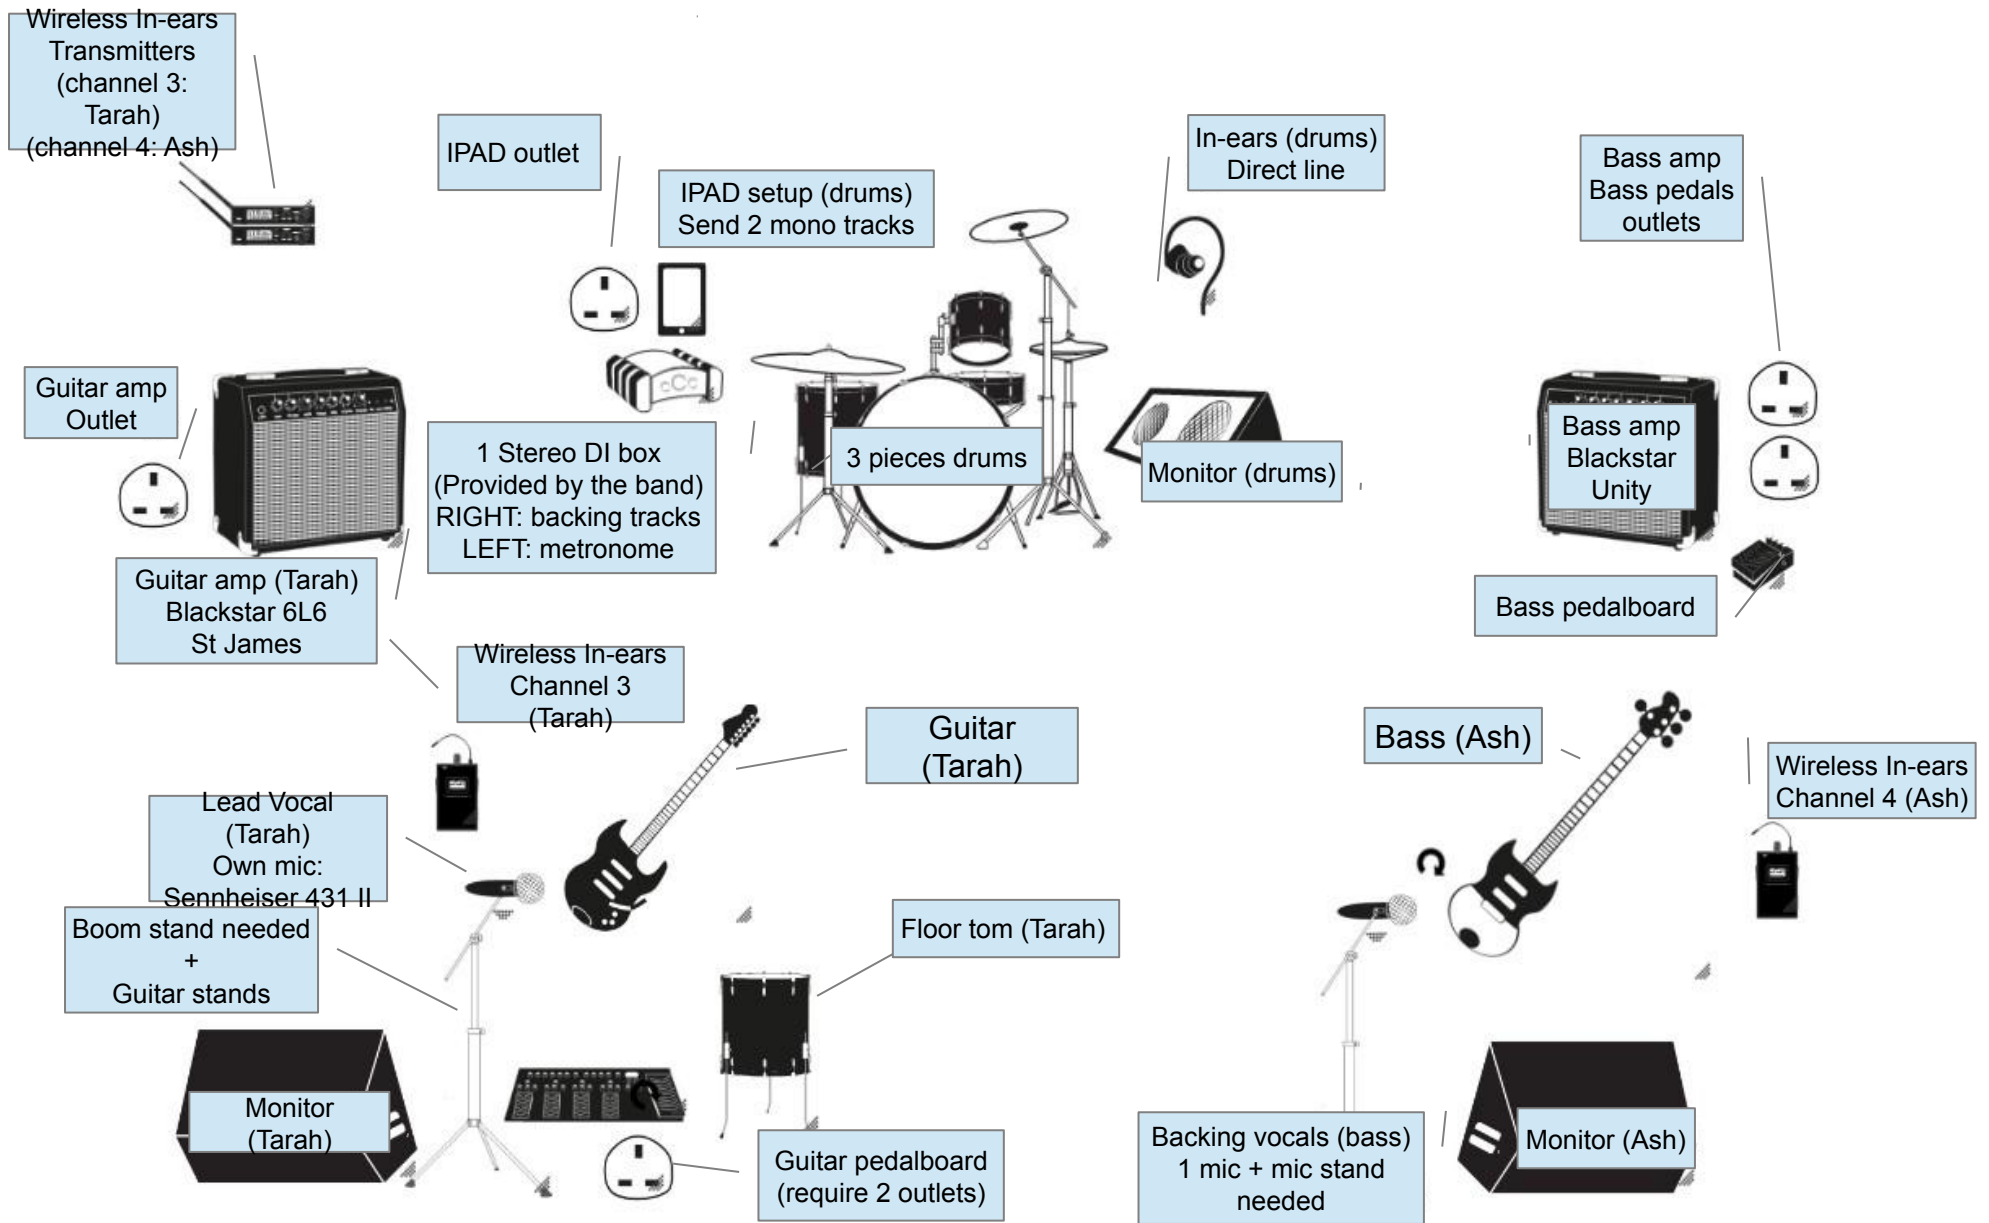 Wireless In-ears
Transmitters
(channel 3:
Tarah)
(channel 4: Ash)
IPAD outlet
IPAD setup (drums)
Send 2 mono tracks
In-ears (drums)
Direct line
Bass amp
Bass pedals
outlets
Guitar amp
Outlet
1 Stereo DI box
(Provided by the band)
RIGHT: backing tracks
LEFT: metronome
3 pieces drums
Monitor (drums)
Bass amp
Blackstar
Unity
Guitar amp (Tarah)
Blackstar 6L6
St James
Bass pedalboard
Wireless In-ears
Channel 3
(Tarah)
Guitar
(Tarah)
Bass (Ash)
Wireless In-ears
Channel 4 (Ash)
Lead Vocal
(Tarah)
Own mic:
Sennheiser 431 II
Boom stand needed
+
Guitar stands
Floor tom (Tarah)
Monitor
(Tarah)
Guitar pedalboard
(require 2 outlets)
Backing vocals (bass)
1 mic + mic stand
needed
Monitor (Ash)